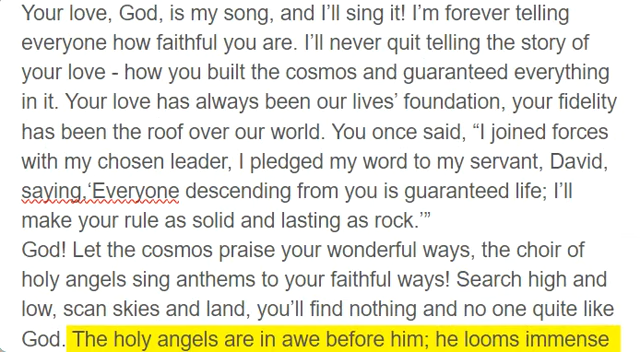 Your love, God, is my song, and I’ll sing it! I’m forever telling
everyone how faithful you are. I’ll never quit telling the story of
your love - how you built the cosmos and guaranteed everything
in it. Your love has always been our lives’ foundation, your fidelity
has been the roof over our world. You once said, “I joined forces
with my chosen leader, I pledged my word to my servant, David,
saying,‘Everyone descending from you is guaranteed life; I’ll
make your rule as solid and lasting as rock.’”
God! Let the cosmos praise your wonderful ways, the choir of
holy angels sing anthems to your faithful ways! Search high and
low, scan skies and land, you’ll find nothing and no one quite like
God. The holy angels are in awe before him; he looms immense